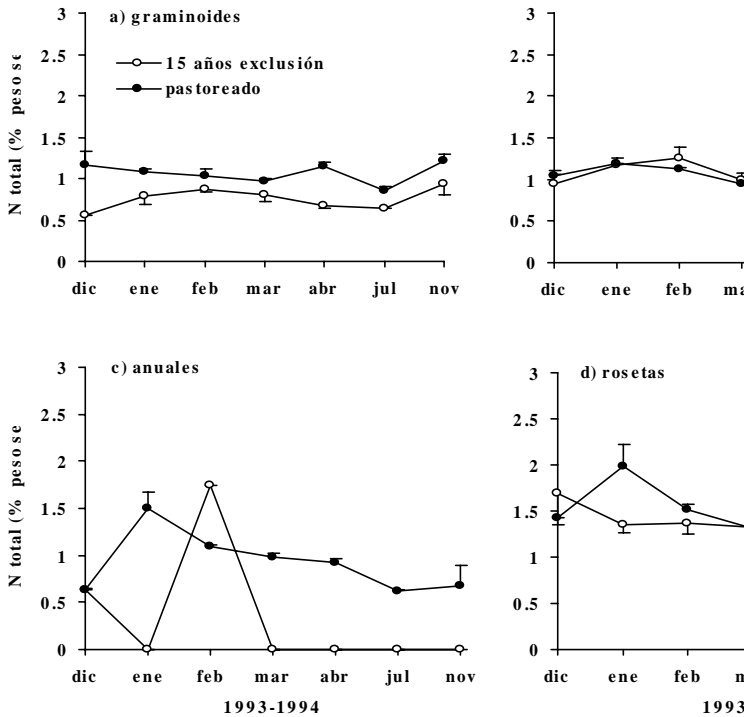 a) graminoides
3
2.5
2
1.5
1
0.5
0
N total (% peso se
15 años exclusión
pastoreado
dic ene feb mar abr jul nov
3
2.5
2
1.5
1
0.5
0
dic ene feb ma
c) anuales
3
2.5
2
1.5
1
0.5
0
N total (% peso se
dic ene feb mar abr jul nov
1993-1994
d) rosetas
3
2.5
2
1.5
1
0.5
0
dic ene feb m
1993